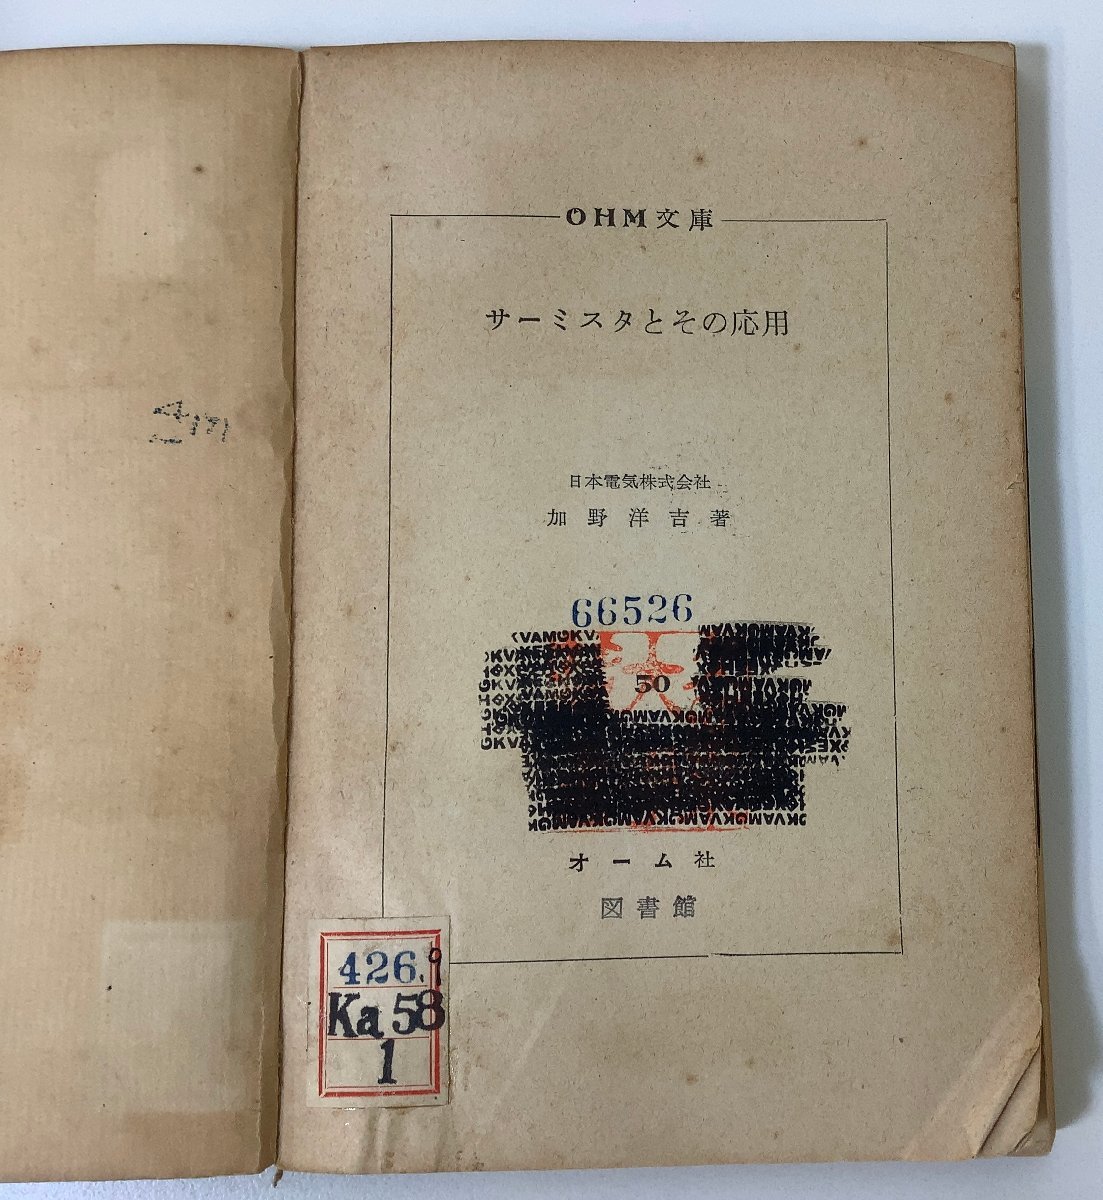 OHM文庫
サーミスタとその応用
日本電気株式会社
加野洋吉著
66526
50
オーム社
図書館
426.9
Ka 58
1